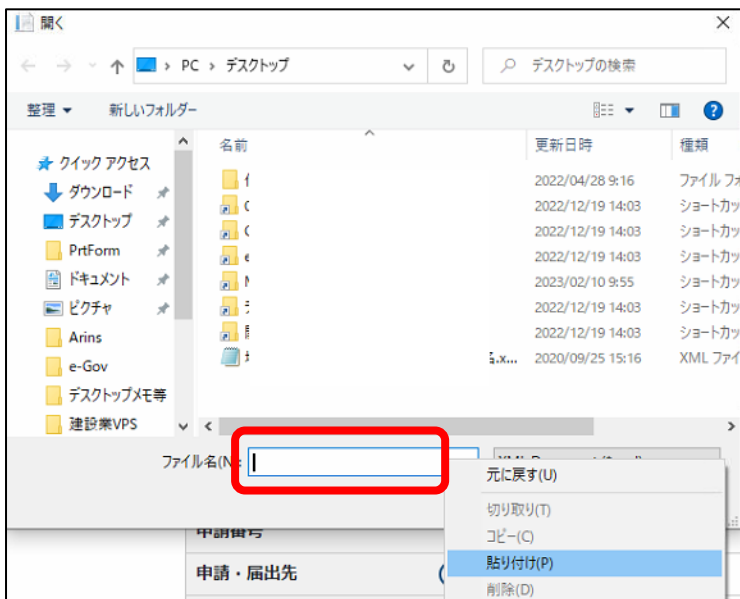 開く
PC › デスクトップ
デスクトップの検索
整理 ▼ 新しいフォルダー
クイック アクセス
ダウンロード
デスクトップ
PrtForm
ドキュメント
ピクチャ
Arins
e-Gov
デスクトップメモ等
建設業VPS
名前 更新日時 種類
2022/04/28 9:16 ファイル フォ
2022/12/19 14:03 ショートカッ
2022/12/19 14:03 ショートカッ
e 2022/12/19 14:03 ショートカッ
2023/02/10 9:55 ショートカッ
2022/12/19 14:03 ショートカッ
2022/12/19 14:03 ショートカッ
.x... 2020/09/25 15:16 XML ファイ
ファイル名(N):
元に戻す(U)
切り取り(T)
コピー(C)
貼り付け(P)
削除(D)
申請番号
申請・届出先